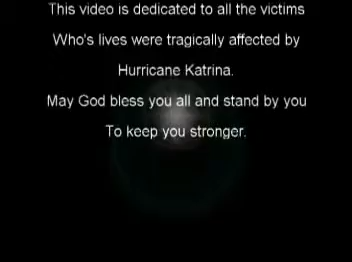 This video is dedicated to all the victims
Who's lives were tragically affected by
Hurricane Katrina.
May God bless you all and stand by you
To keep you stronger.